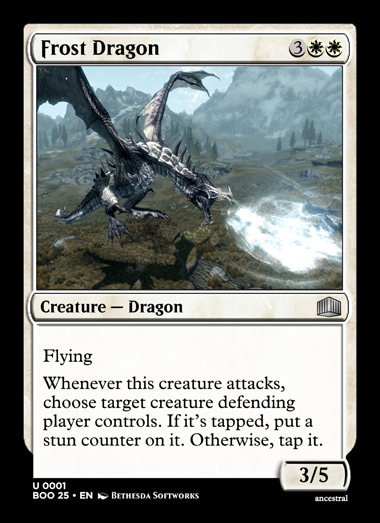 Frost Dragon 3
Creature — Dragon
Flying
Whenever this creature attacks,
choose target creature defending
player controls. If it's tapped, put a
stun counter on it. Otherwise, tap it.
3/5
U 0001
BOO 25 • EN Bethesda Softworks
ancestral